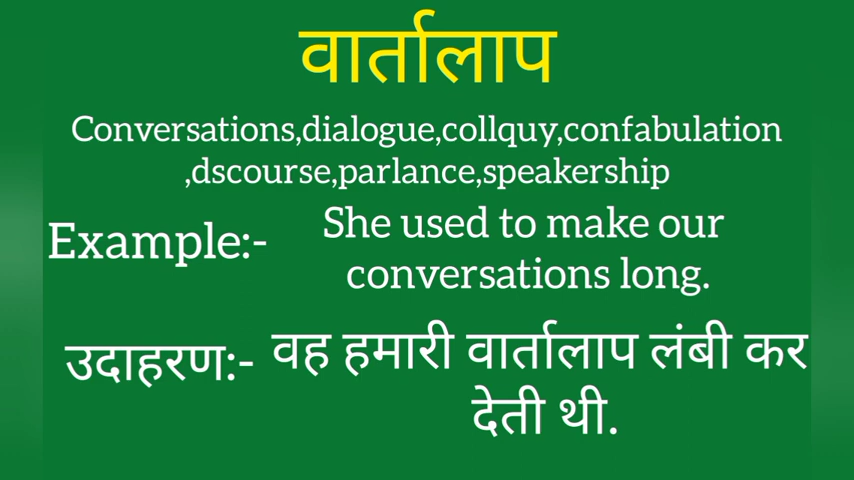 वार्तालाप
Conversations,dialogue,collquy,confabulation
,dscourse,parlance,speakership
Example:- She used to make our
conversations long.
उदाहरण:- वह हमारी वार्तालाप लंबी कर
देती थी.